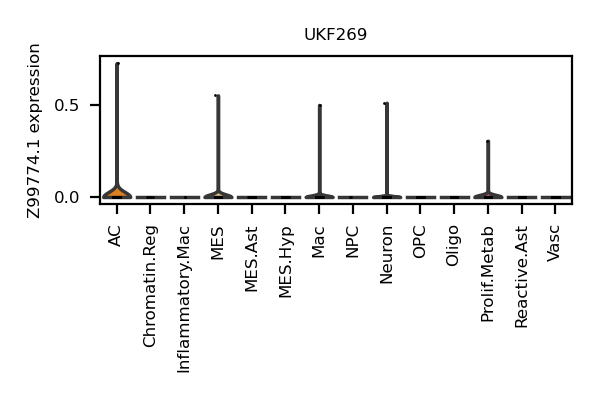 UKF269
Z99774.1 expression
0.5
0.0
AC
Chromatin.Reg
Inflammatory.Mac
MES
MES.Ast
MES.Hyp
Mac
NPC
Neuron
OPC
Oligo
Prolif.Metab
Reactive.Ast
Vasc